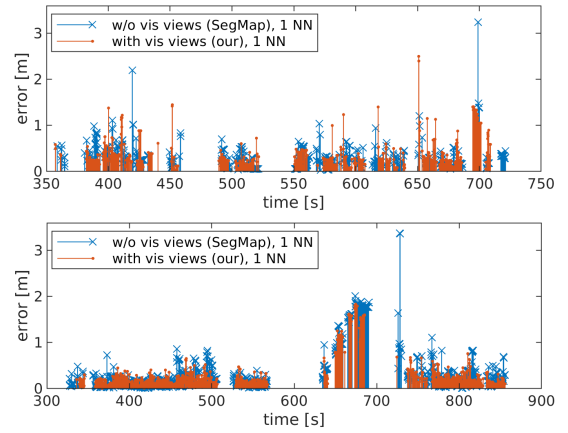 error [m]
3
2
1
0
w/o vis views (SegMap), 1 NN
with vis views (our), 1 NN
350 400 450 500 550 600 650 700 750
time [s]
error [m]
3
2
1
0
w/o vis views (SegMap), 1 NN
with vis views (our), 1 NN
300 400 500 600 700 800 900
time [s]